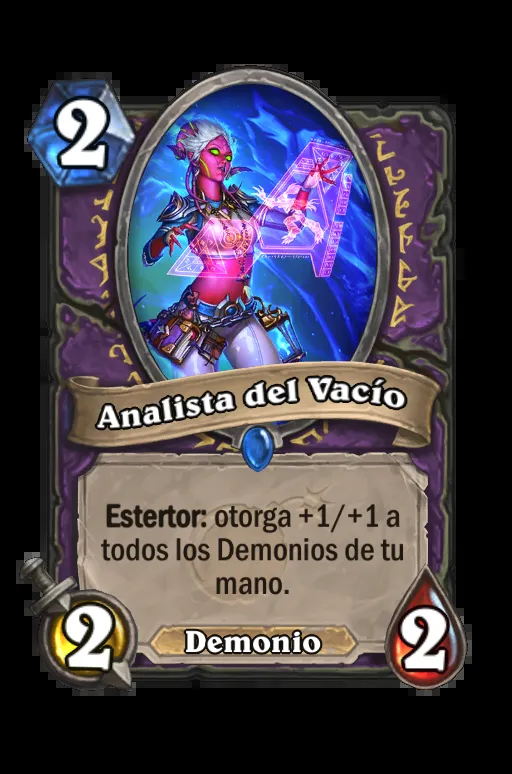 2
Analista del Vacío
Estertor: otorga +1/+1 a
todos los Demonios de tu
mano.
2
Demonio
2